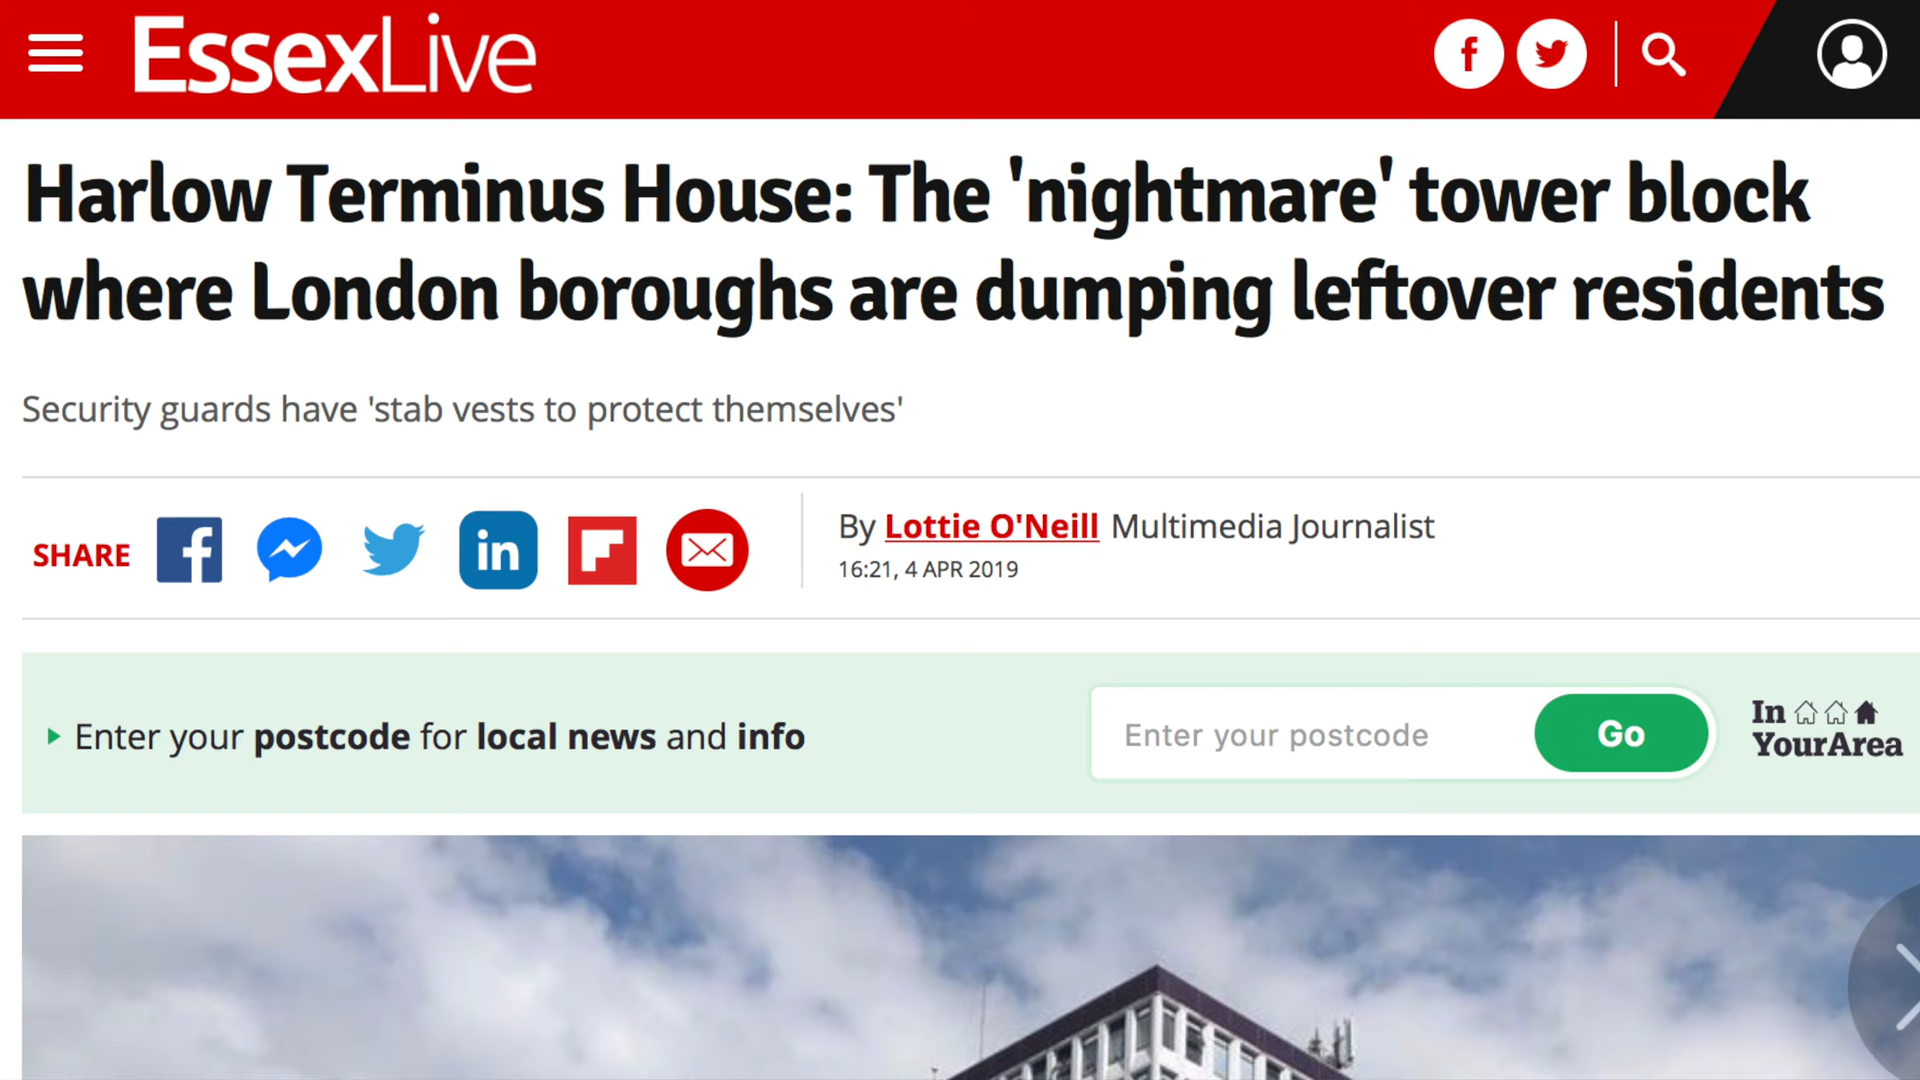 EssexLive
Harlow Terminus House: The 'nightmare' tower block
where London boroughs are dumping leftover residents
Security guards have 'stab vests to protect themselves'
SHARE
By Lottie O'Neill Multimedia Journalist
16:21, 4 APR 2019
Enter your postcode for local news and info
Enter your postcode
Go
In
YourArea